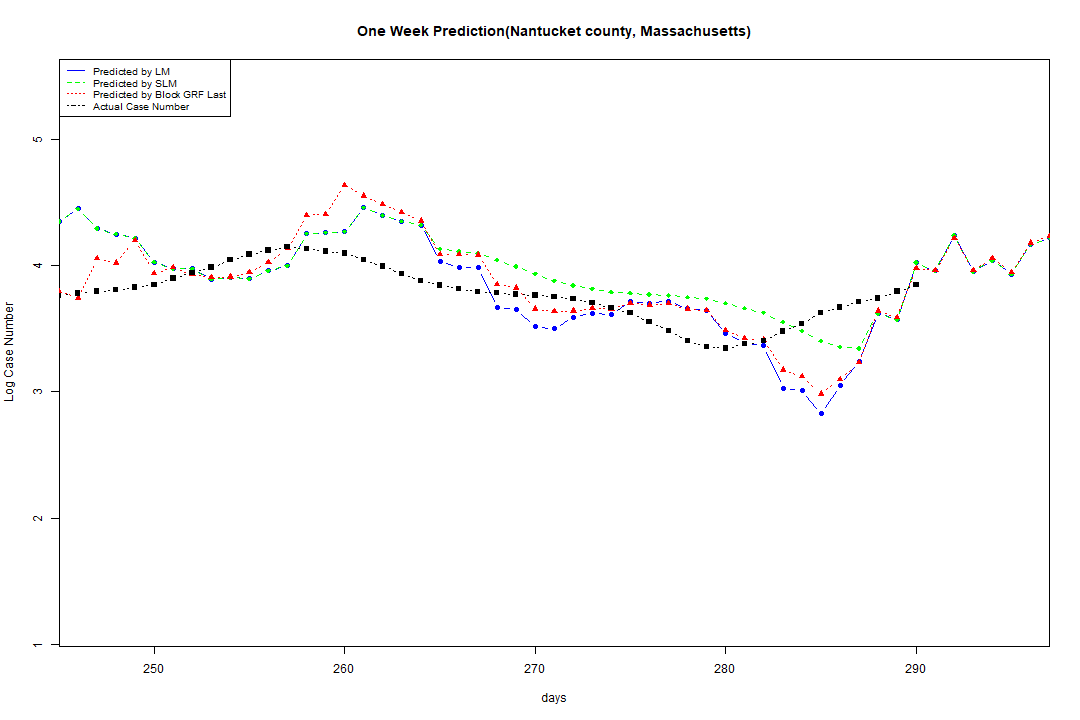 One Week Prediction(Nantucket county, Massachusetts)
Predicted by LM
Predicted by SLM
Predicted by Block GRF Last
Actual Case Number
5
4
3
2
1
Log Case Number
250 260 270 280 290
days